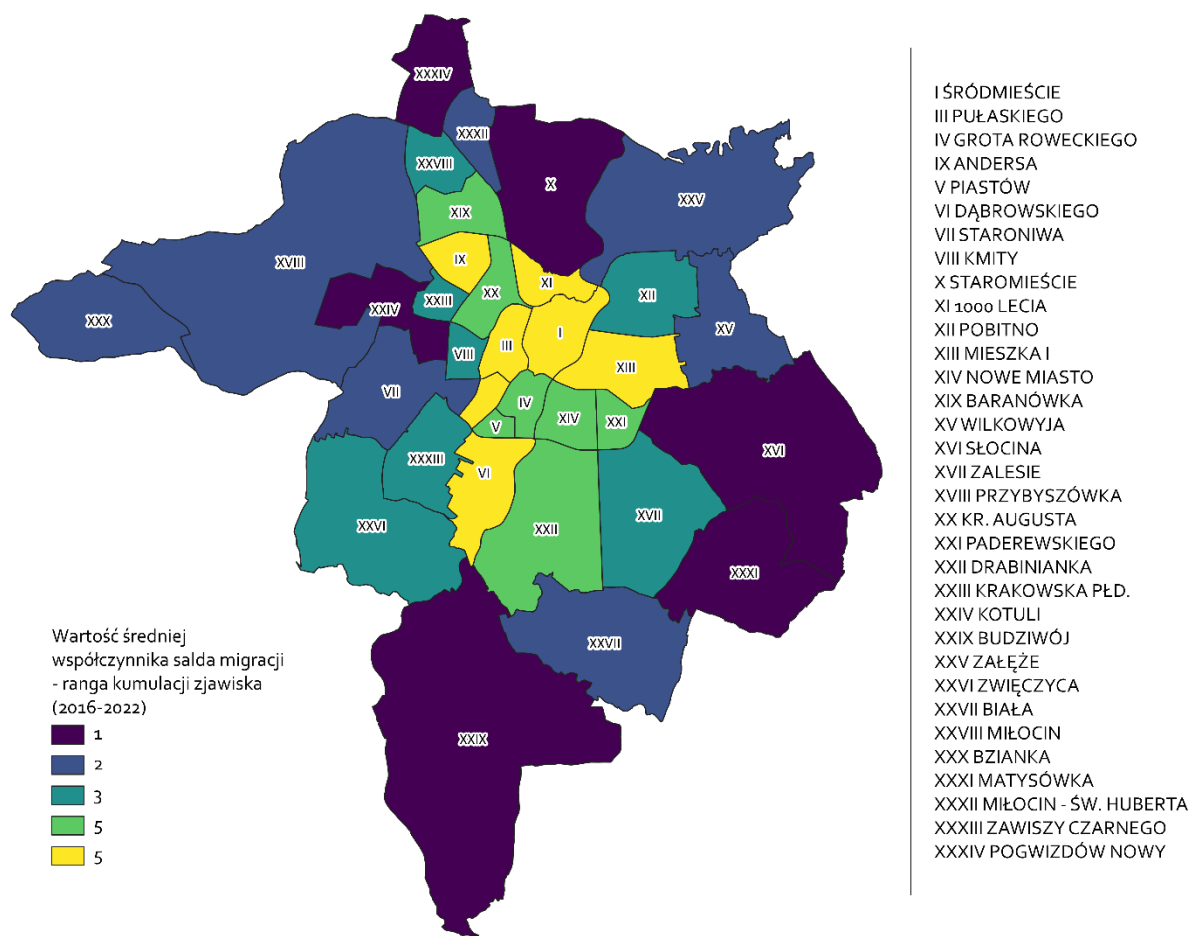 XXXIV
XXXII
XXVIII
X
XXV
XIX
XVIII
IX
XI
XX
XII
XXIII
XXIV
XXX
I
III
XV
VIII
XIII
VII
IV
XIV
XXI
V
XXXIII
VI
XVI
XXVI
XXII
XVII
XXXI
XXVII
XXIX
Wartość średniej
współczynnika salda migracji
- ranga kumulacji zjawiska
(2016-2022)
1
2
3
5
5
I ŚRÓDMIEŚCIE
III PUŁASKIEGO
IV GROTA ROWECKIEGO
IX ANDERSA
V PIASTÓW
VI DĄBROWSKIEGO
VII STARONIWA
VIII KMITY
X STAROMIEŚCIE
XI 1000 LECIA
XII POBITNO
XIII MIESZKA I
XIV NOWE MIASTO
XIX BARANÓWKA
XV WILKOWYJA
XVI SŁOCINA
XVII ZALESIE
XVIII PRZYBYSZÓWKA
XX KR. AUGUSTA
XXI PADEREWSKIEGO
XXII DRABINIANKA
XXIII KRAKOWSKA PŁD.
XXIV KOTULI
XXIX BUDZIWÓJ
XXV ZAŁĘŻE
XXVI ZWIĘCZYCA
XXVII BIAŁA
XXVIII MIŁOCIN
XXX BZIANKA
XXXI MATYSÓWKA
XXXII MIŁOCIN - ŚW. HUBERTA
XXXIII ZAWISZY CZARNEGO
XXXIV POGWIZDÓW NOWY